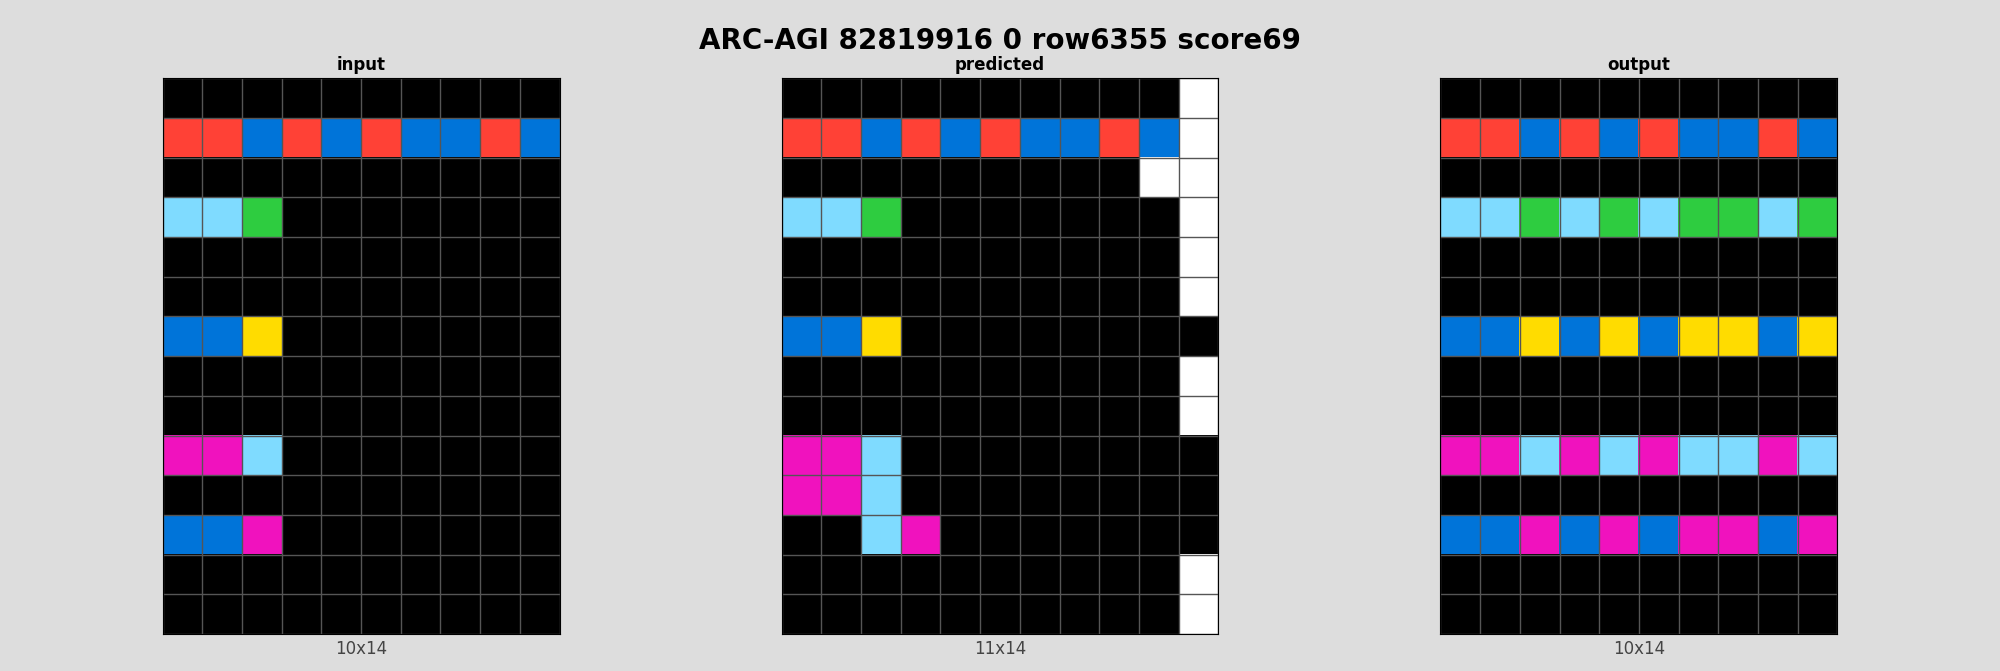 ARC-AGI 82819916 0 row6355 score69
input
predicted
output
10x14
11x14
10x14